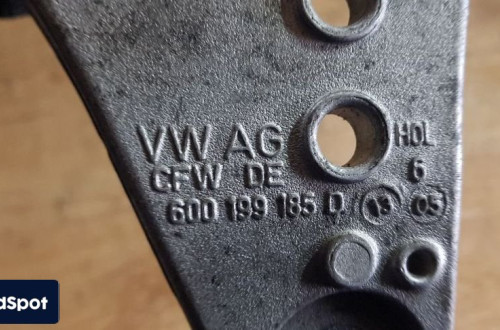 VW AG HOL
CFW DE 6
600 199 185 D 13 05
dSpot